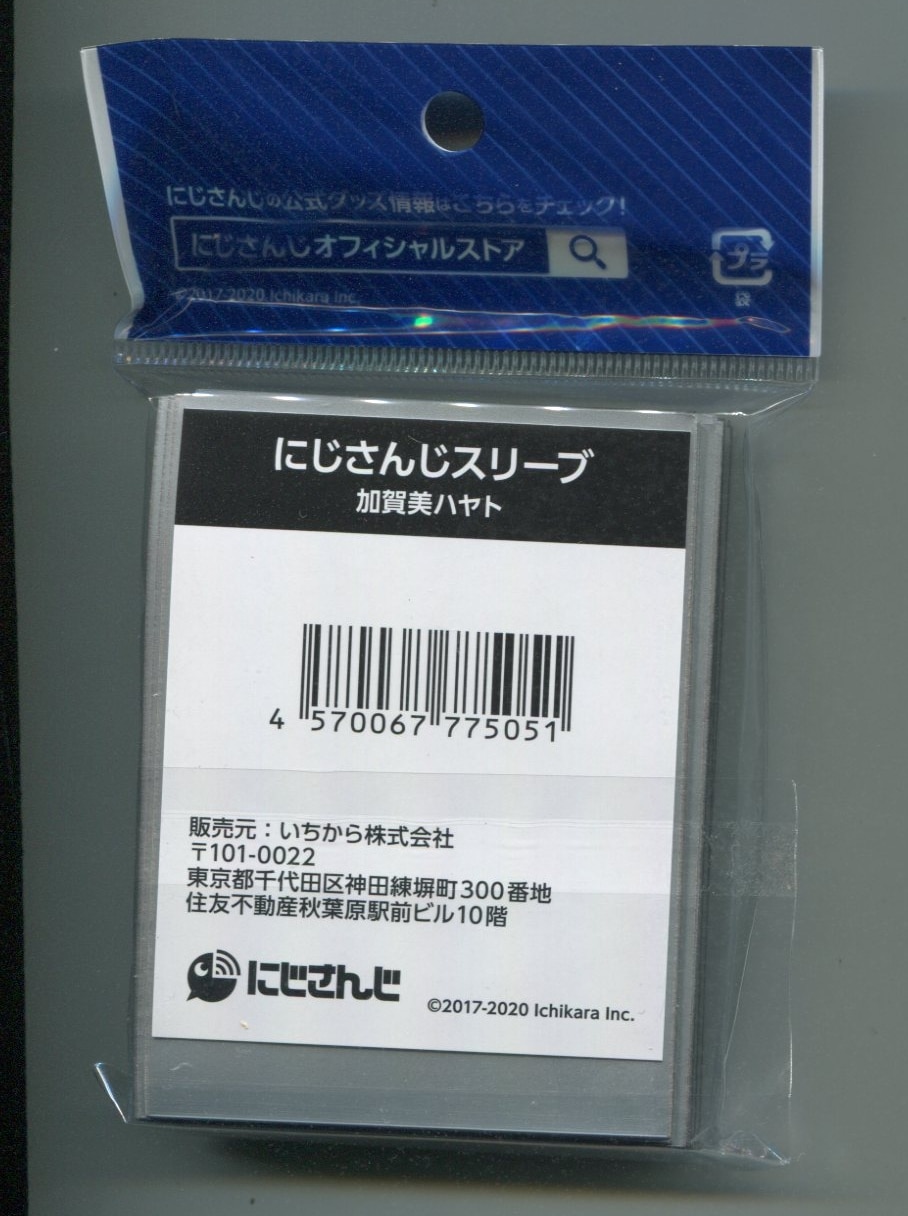 にじさんじの公式グッズ情報はこちらをチェック!
にじさんじオフィシャルストア
プラ
袋
©2017-2020 Ichikara Inc.
にじさんじスリーブ
加賀美ハヤト
4 570067 775051
販売元：いちから株式会社
〒101-0022
東京都千代田区神田練塀町300番地
住友不動産秋葉原駅前ビル10階
にじさんじ
©2017-2020 Ichikara Inc.